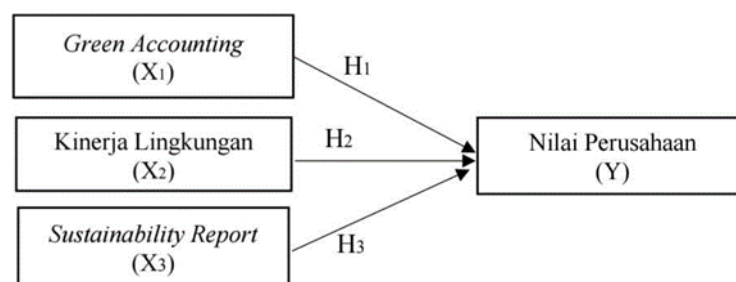 Green Accounting
(X1)
H1
Kinerja Lingkungan
(X2)
H2
Nilai Perusahaan
(Y)
Sustainability Report
(X3)
H3